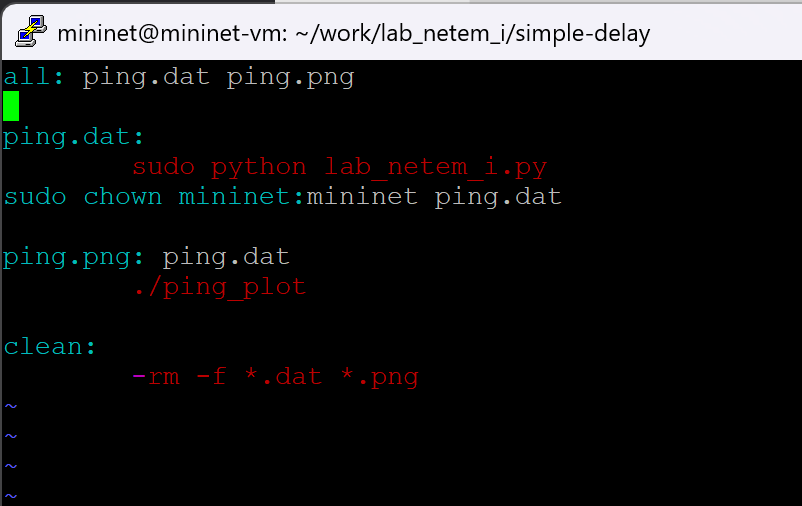 mininet@mininet-vm: ~/work/lab_netem_i/simple-delay
all: ping.dat ping.png
ping.dat:
sudo python lab_netem_i.py
sudo chown mininet:mininet ping.dat
ping.png: ping.dat
./ping_plot
clean:
-rm -f *.dat *.png
~
~
~
~